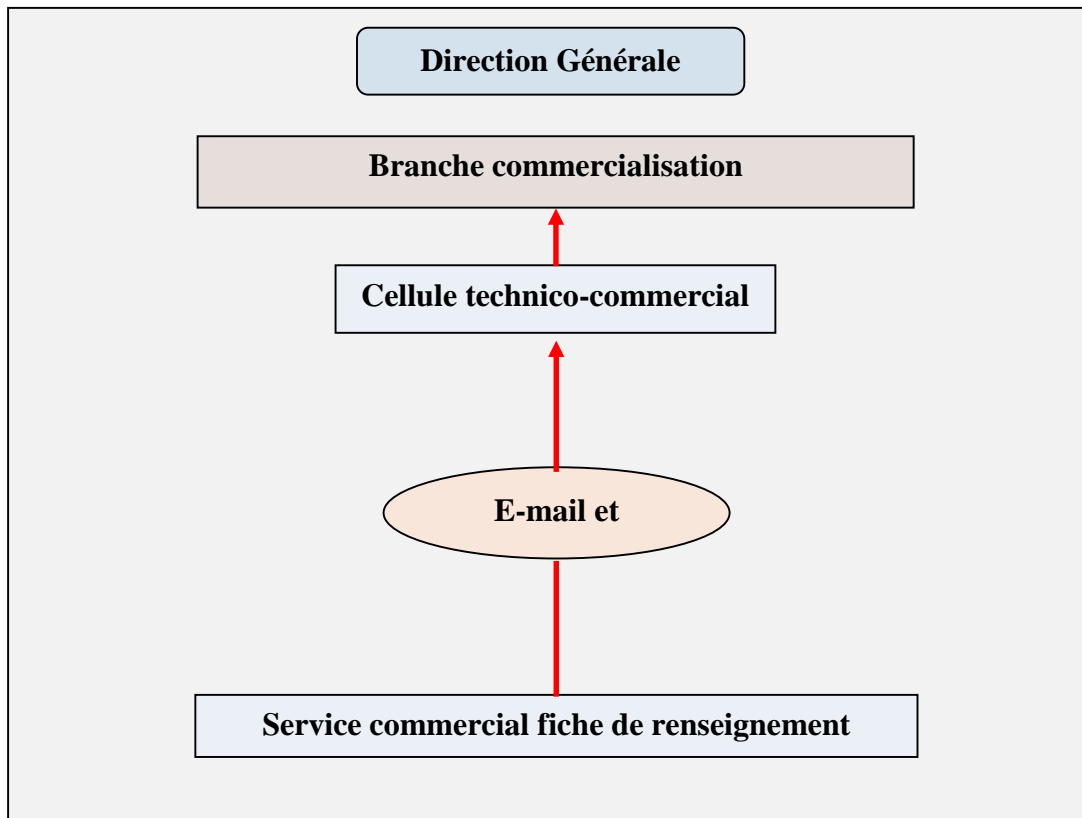 Direction Générale
Branche commercialisation
Cellule technico-commercial
E-mail et
Service commercial fiche de renseignement